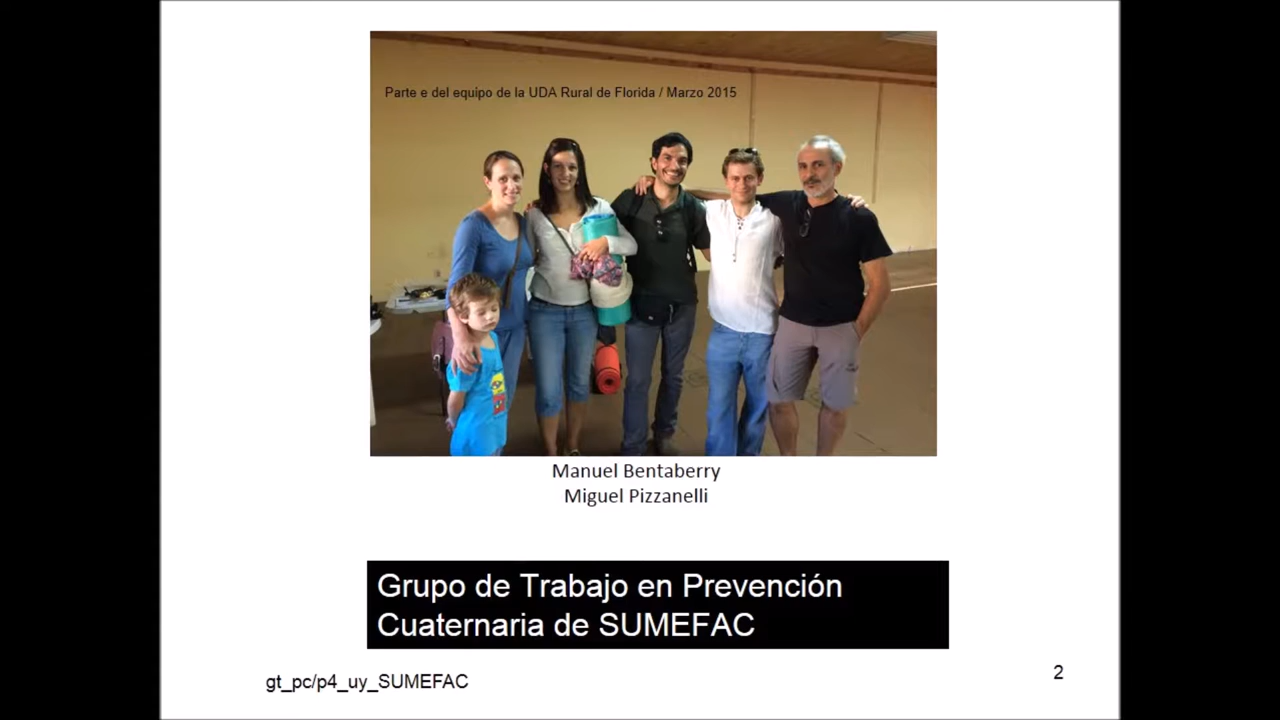 Parte e del equipo de la UDA Rural de Florida / Marzo 2015
Manuel Bentaberry
Miguel Pizzanelli
Grupo de Trabajo en Prevención
Cuaternaria de SUMEFAC
gt_pc/p4_uy_SUMEFAC
2